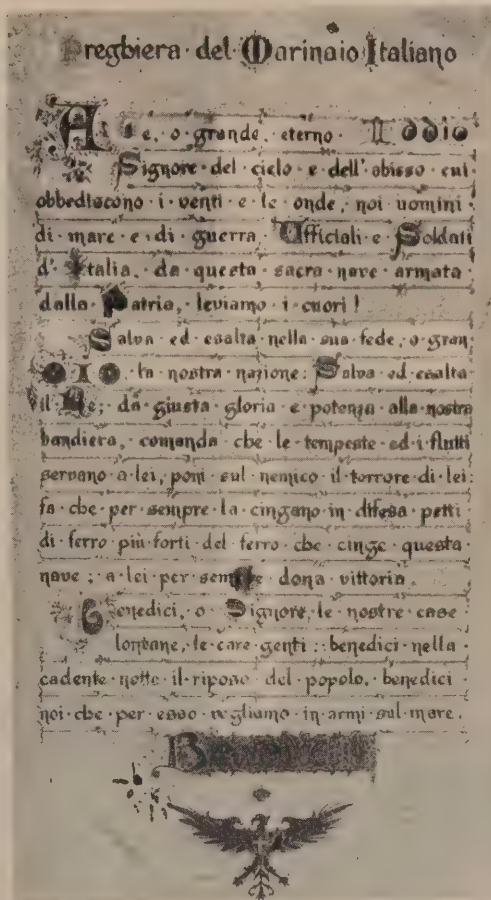 Preghiera · del · Marinaio Italiano
A te, o · grande · eterno · Iddio
Signore · del · cielo · e · dell' · abisso · cui ·
obbediscono · i · venti · e · le · onde, · noi · uomini ·
di · mare · e · di · guerra · Ufficiali · e · Soldati
d' · Italia, · da · questa · sacra · nave · armata ·
dalla · Patria, · leviamo · i · cuori !
Salva · ed · esalta · nella · sua · fede, · o · gran
DIO · la · nostra · nazione : Salva · ed · esalta
il · Re; · da · giusta · gloria · e · potenza · alla · nostra
bandiera, · comanda · che · le · tempeste · ed · i · flutti
servano · a · lei, · poni · sul · nemico · il · terrore · di · lei :
fa · che · per · sempre · la · cingano · in · difesa · petti ·
di · ferro · più · forti · del · ferro · che · cinge · questa ·
nave ; · a · lei · per · sempre · dona · vittoria .
Benedici, · o · Signore, · le · nostre · case ·
lontane, · le · care · genti : · benedici · nella ·
cadente · notte · il · riposo · del · popolo, · benedici ·
noi · che · per · esso · vegliamo · in · armi · sul · mare .